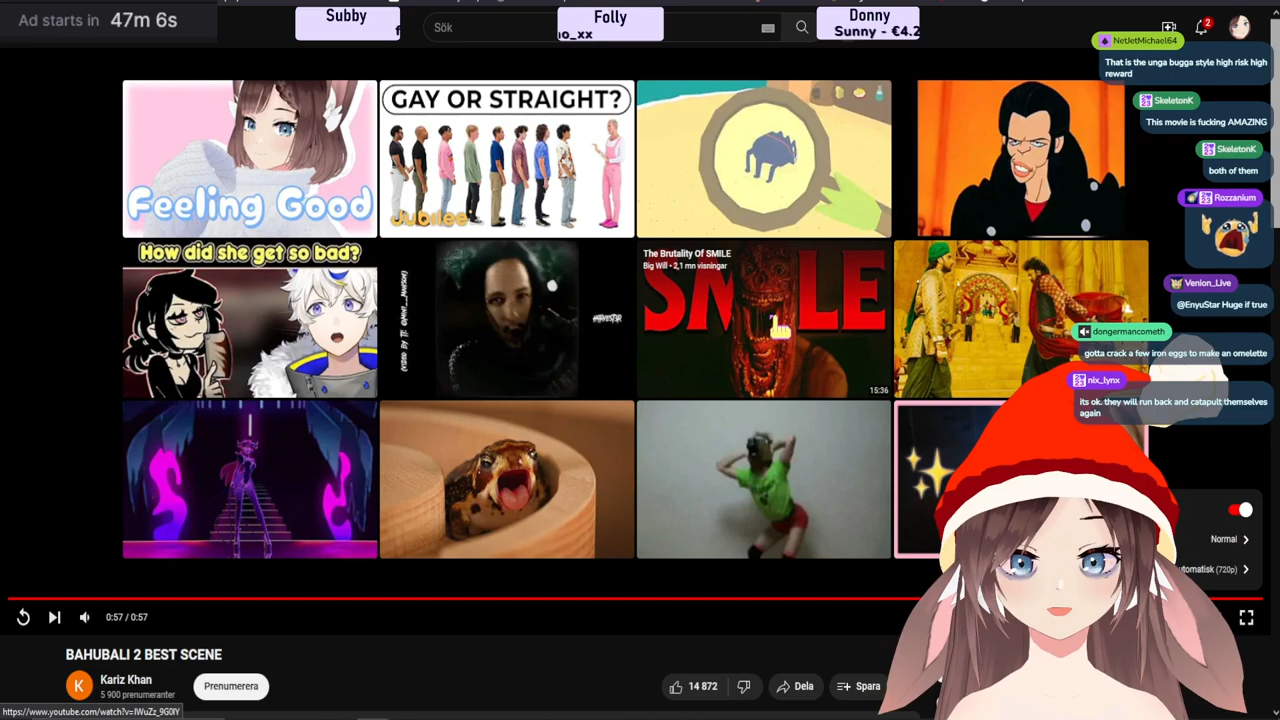 Ad starts in 47m 6s
Subby
Folly
o_xx
Donny
Sunny - €4.2
Sök
2
NetJetMichael64
That is the unga bugga style high risk high
reward
SkeletonK
This movie is fucking AMAZING
SkeletonK
both of them
Rozzanium
Venion_Live
@EnyuStar Huge if true
dongermancometh
gotta crack a few iron eggs to make an omelette
nix_lynx
its ok. they will run back and catapult themselves
again
Feeling Good
GAY OR STRAIGHT?
Jubilee
How did she get so bad?
The Brutality Of SMILE
Big Will • 2,1 mn visningar
SMILE
15:36
Normal
utomatisk (720p)
0:57 / 0:57
BAHUBALI 2 BEST SCENE
K
Kariz Khan
5 900 prenumeranter
Prenumerera
14 872
Dela
Spara